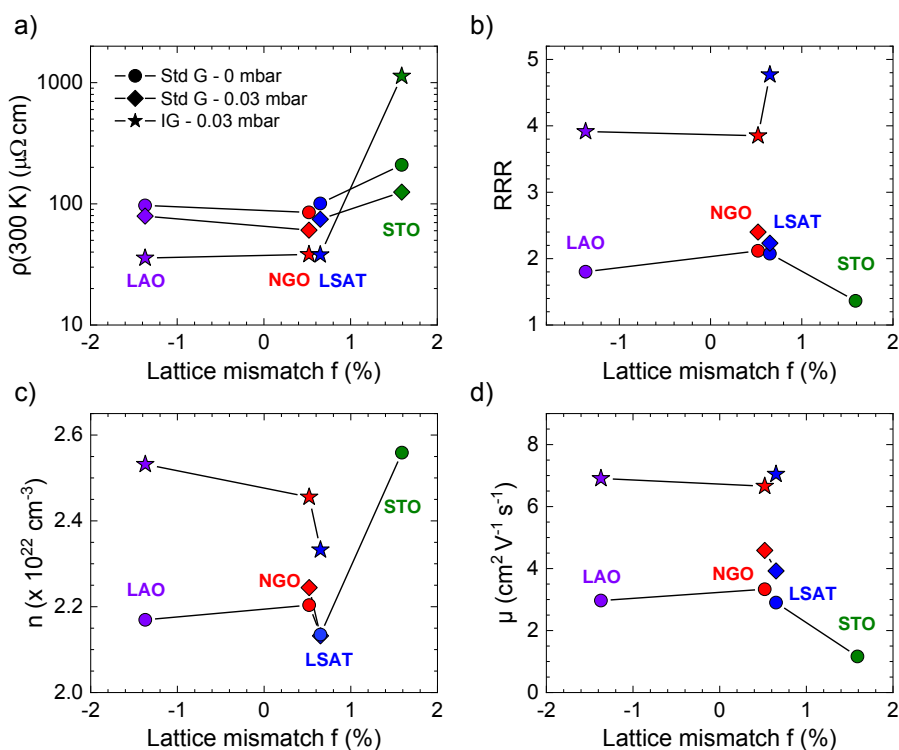 a)
ρ(300 K) (μΩ cm)
1000
100
10
Std G - 0 mbar
Std G - 0.03 mbar
IG - 0.03 mbar
LAO
NGO
LSAT
STO
-2 -1 0 1 2
Lattice mismatch f (%)
b)
RRR
5
4
3
2
1
LAO
NGO
LSAT
STO
-2 -1 0 1 2
Lattice mismatch f (%)
c)
n (x 10²² cm⁻³)
2.6
2.4
2.2
2.0
LAO
NGO
LSAT
STO
-2 -1 0 1 2
Lattice mismatch f (%)
d)
μ (cm² V⁻¹ s⁻¹)
8
6
4
2
0
LAO
NGO
LSAT
STO
-2 -1 0 1 2
Lattice mismatch f (%)